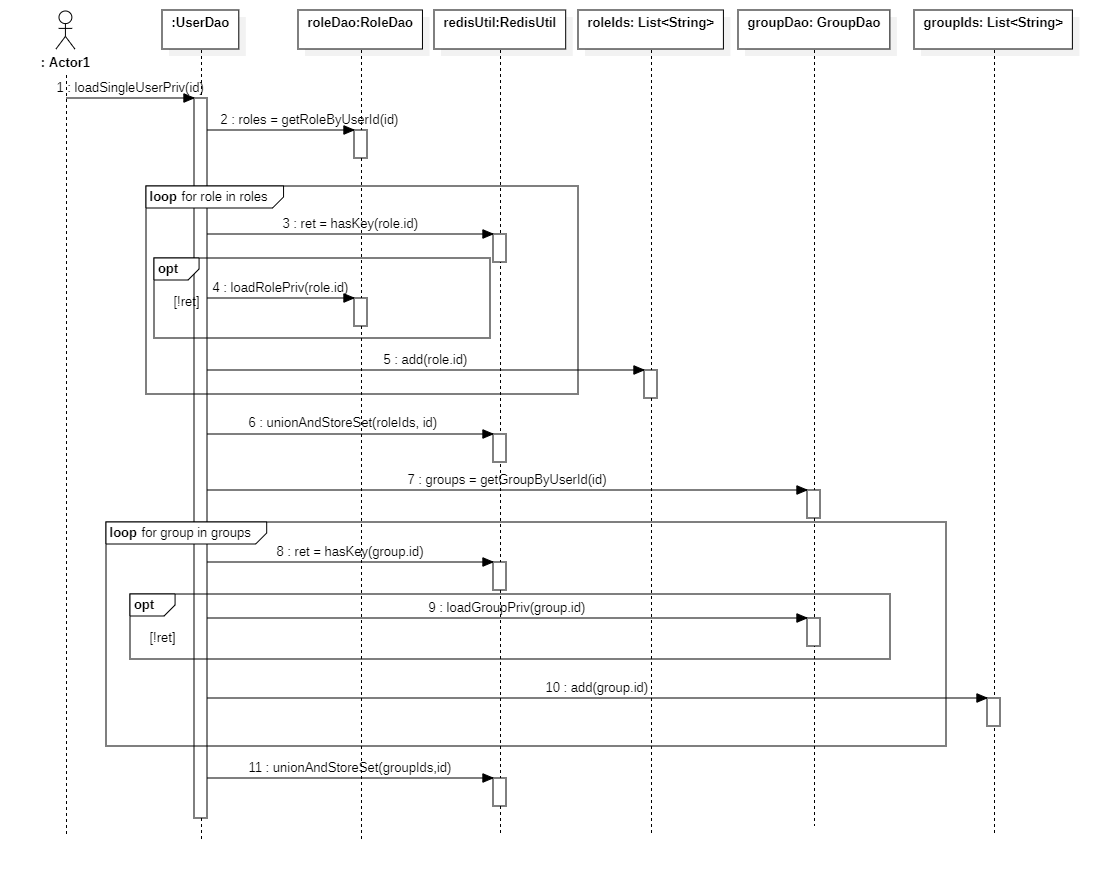 :UserDao
roleDao:RoleDao
redisUtil:RedisUtil
roleIds: List<String>
groupDao: GroupDao
groupIds: List<String>
: Actor1
1 : loadSingleUserPriv(id)
2 : roles = getRoleByUserId(id)
loop for role in roles
3 : ret = hasKey(role.id)
opt
4 : loadRolePriv(role.id)
[!ret]
5 : add(role.id)
6 : unionAndStoreSet(roleIds, id)
7 : groups = getGroupByUserId(id)
loop for group in groups
8 : ret = hasKey(group.id)
opt
9 : loadGroupPriv(group.id)
[!ret]
10 : add(group.id)
11 : unionAndStoreSet(groupIds,id)